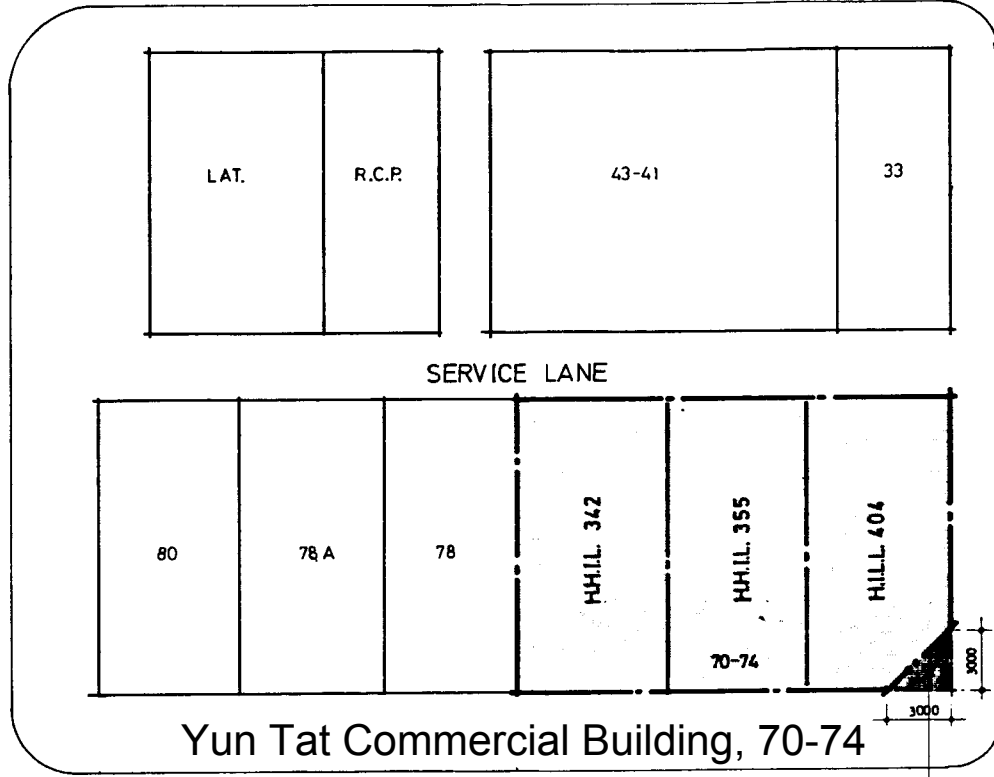 LAT.
R.C.P.
43-41
33
SERVICE LANE
80
78A
78
H.H.I.L. 342
H.H.I.L. 355
H.I.L.L. 404
70-74
3000
3000
Yun Tat Commercial Building, 70-74